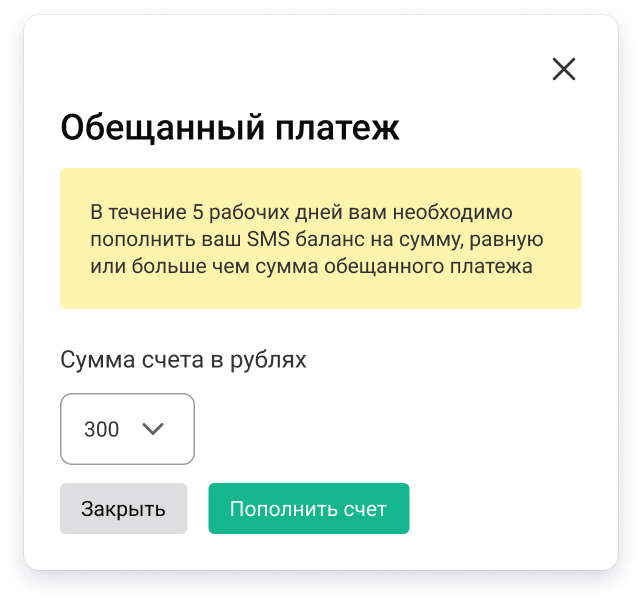 Обещанный платеж
В течение 5 рабочих дней вам необходимо
пополнить ваш SMS баланс на сумму, равную
или больше чем сумма обещанного платежа
Сумма счета в рублях
300
Закрыть
Пополнить счет